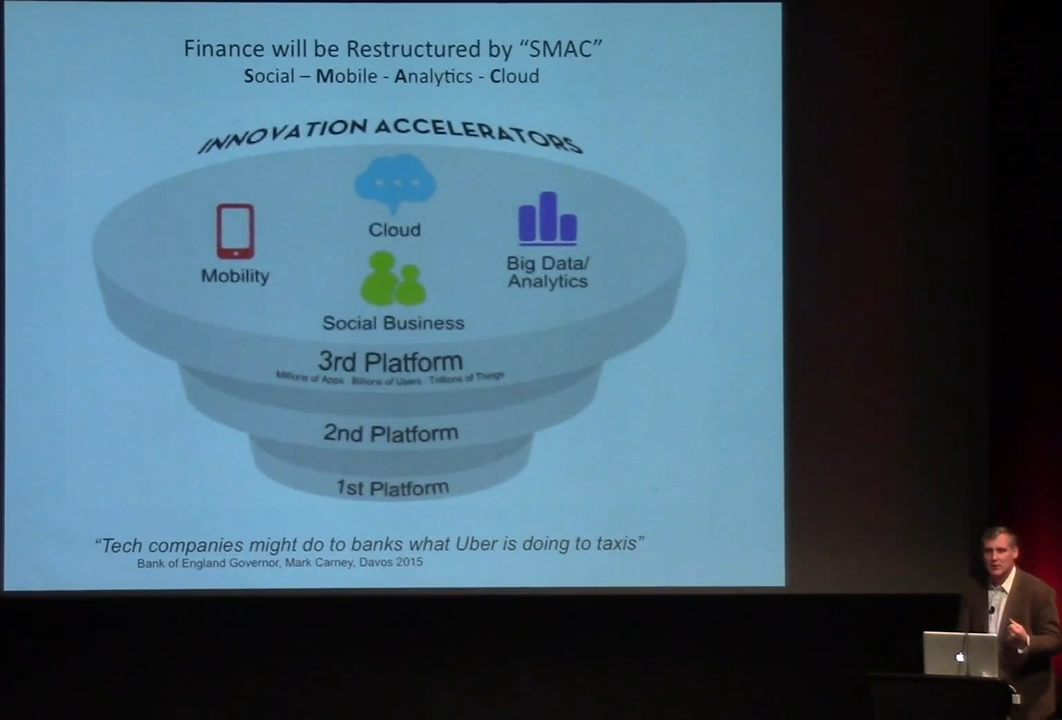 Finance will be Restructured by “SMAC”
Social – Mobile - Analytics - Cloud
INNOVATION ACCELERATORS
Cloud
Mobility
Big Data/
Analytics
Social Business
3rd Platform
Millions of Apps Billions of Users Trillions of Things
2nd Platform
1st Platform
“Tech companies might do to banks what Uber is doing to taxis”
Bank of England Governor, Mark Carney, Davos 2015